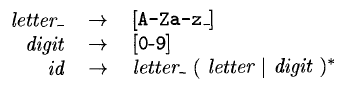 letter_ → [A-Za-z_]
digit → [0-9]
id → letter_ ( letter | digit )*